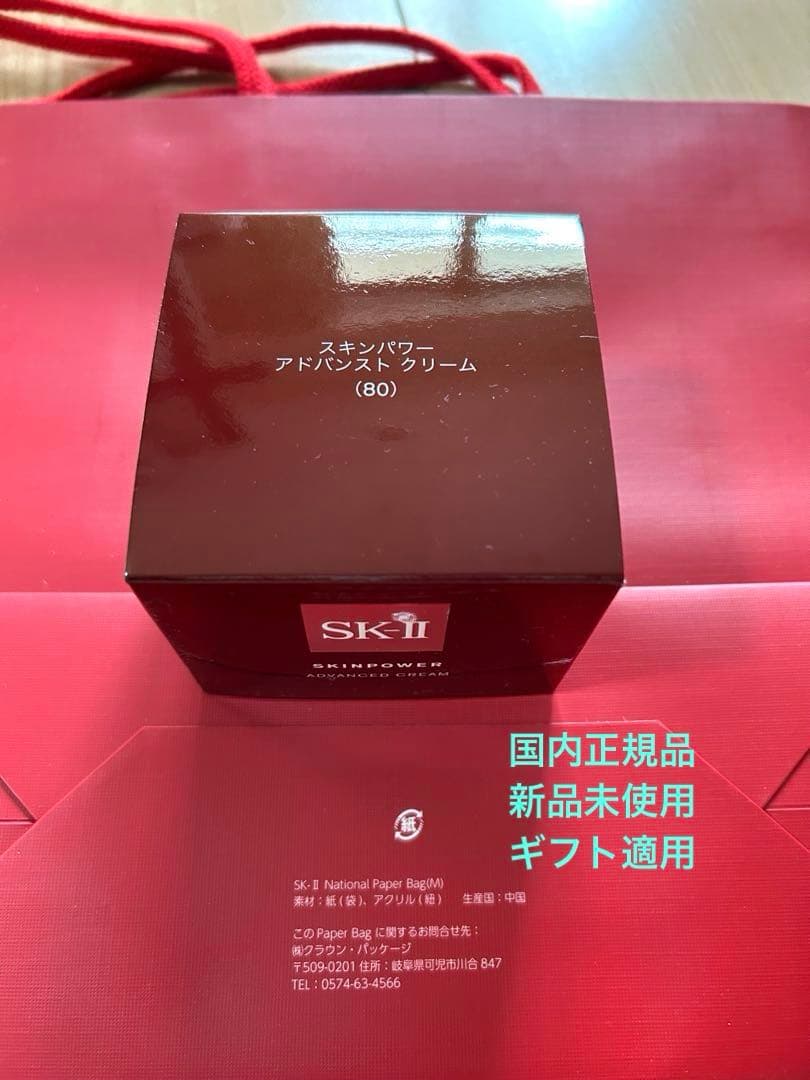 スキンパワー
アドバンスト クリーム
（80）
SK-II
SKINPOWER
ADVANCED CREAM
国内正規品
新品未使用
ギフト適用
紙
SK-Ⅱ National Paper Bag(M)
素材：紙(袋)、アクリル(紐)　生産国：中国
このPaper Bag に関するお問合せ先：
㈱クラウン・パッケージ
〒509-0201 住所：岐阜県可児市川合 847
TEL：0574-63-4566